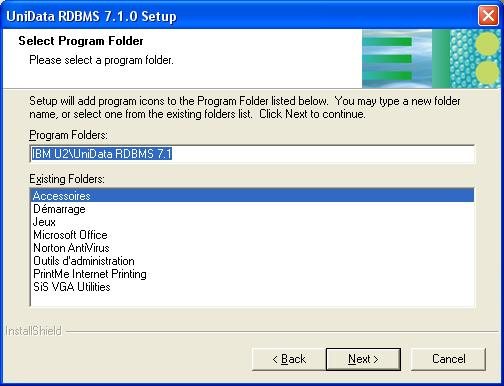 UniData RDBMS 7.1.0 Setup
Select Program Folder
Please select a program folder.
Setup will add program icons to the Program Folder listed below. You may type a new folder
name, or select one from the existing folders list. Click Next to continue.
Program Folders:
IBM U2\UniData RDBMS 7.1
Existing Folders:
Accessoires
Démarrage
Jeux
Microsoft Office
Norton AntiVirus
Outils d'administration
PrintMe Internet Printing
SiS VGA Utilities
InstallShield
< Back
Next >
Cancel